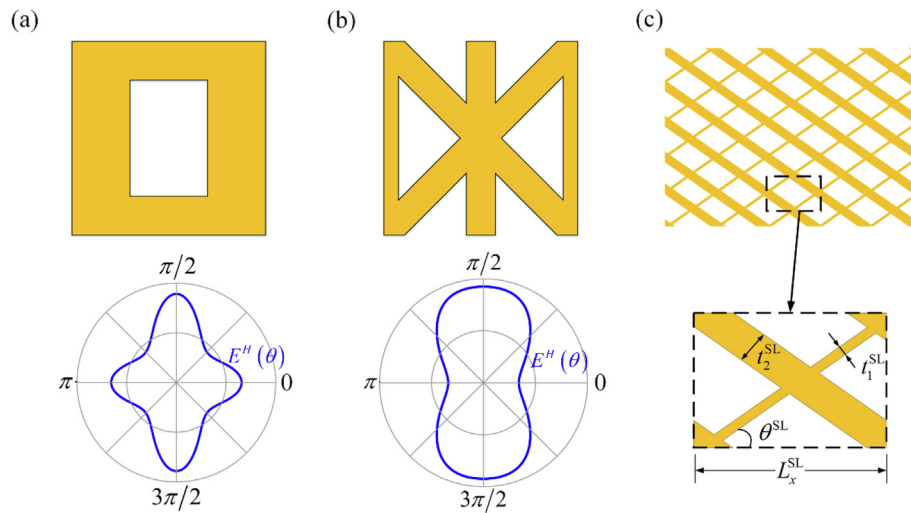 (a)
(b)
(c)
π/2
E^H(θ)
π
0
3π/2
π/2
E^H(θ)
π
0
3π/2
t_2^SL
t_1^SL
θ^SL
L_x^SL